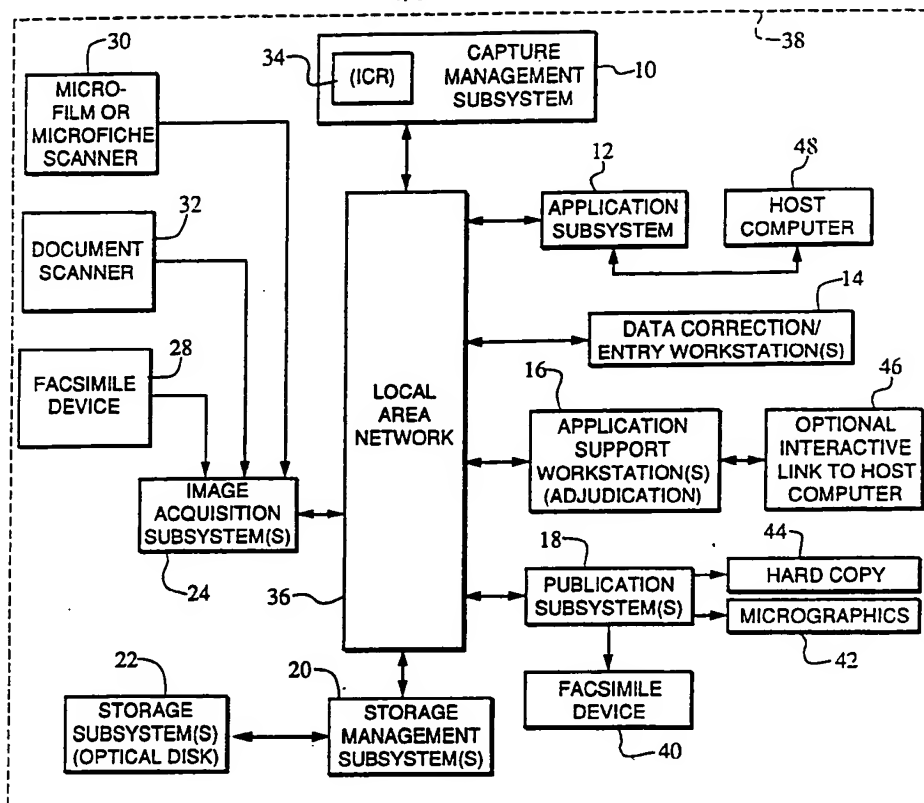 38
30
MICRO-
FILM OR
MICROFICHE
SCANNER
34
(ICR)
CAPTURE
MANAGEMENT
SUBSYSTEM
10
32
DOCUMENT
SCANNER
28
FACSIMILE
DEVICE
IMAGE
ACQUISITION
SUBSYSTEM(S)
24
LOCAL
AREA
NETWORK
36
12
APPLICATION
SUBSYSTEM
48
HOST
COMPUTER
14
DATA CORRECTION/
ENTRY WORKSTATION(S)
16
APPLICATION
SUPPORT
WORKSTATION(S)
(ADJUDICATION)
46
OPTIONAL
INTERACTIVE
LINK TO HOST
COMPUTER
18
PUBLICATION
SUBSYSTEM(S)
44
HARD COPY
MICROGRAPHICS
42
FACSIMILE
DEVICE
40
22
STORAGE
SUBSYSTEM(S)
(OPTICAL DISK)
20
STORAGE
MANAGEMENT
SUBSYSTEM(S)